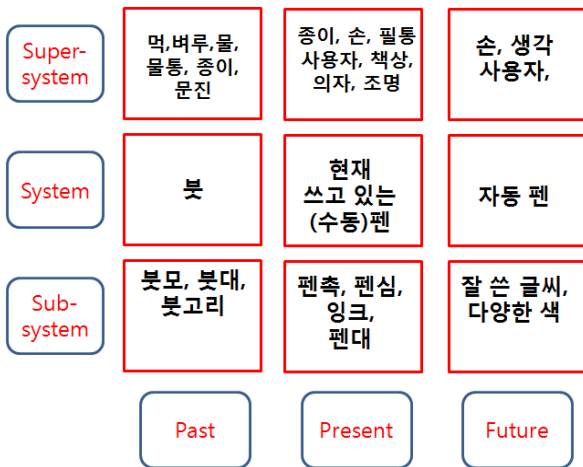 Super-
system
먹,벼루,물,
물통, 종이,
문진
종이, 손, 필통
사용자, 책상,
의자, 조명
손, 생각
사용자,
System
붓
현재
쓰고 있는
(수동)펜
자동 펜
Sub-
system
붓모, 붓대,
붓고리
펜촉, 펜심,
잉크,
펜대
잘 쓴 글씨,
다양한 색
Past
Present
Future